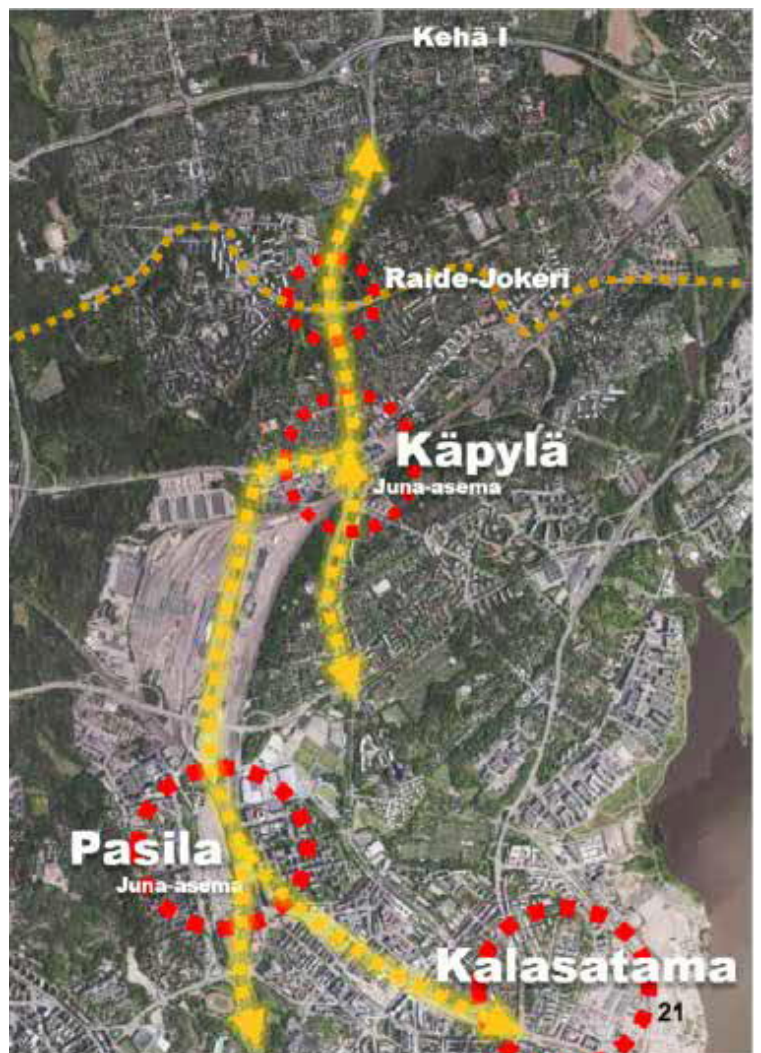 Kehä I
Raide-Jokeri
Käpylä
Juna-asema
Pasila
Juna-asema
Kalasatama
21